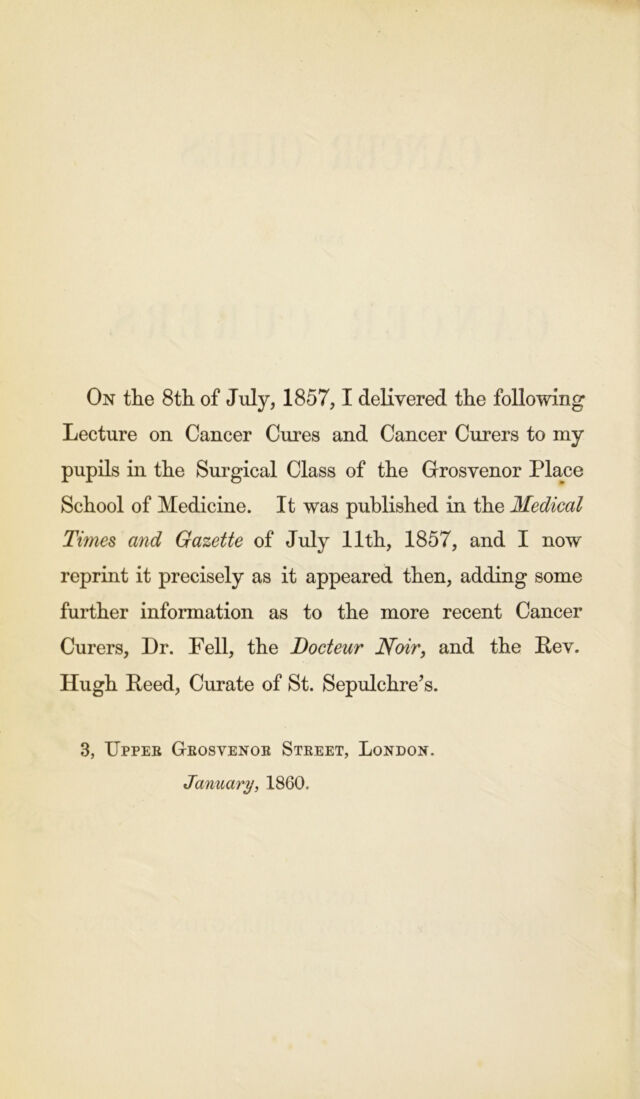 On the 8th of July, 1857, I delivered the following
Lecture on Cancer Cures and Cancer Curers to my
pupils in the Surgical Class of the Grosvenor Place
School of Medicine. It was published in the Medical
Times and Gazette of July 11th, 1857, and I now
reprint it precisely as it appeared then, adding some
further information as to the more recent Cancer
Curers, Dr. Fell, the Docteur Noir, and the Rev.
Hugh Reed, Curate of St. Sepulchre's.
3, Upper Grosvenor Street, London.
January, 1860.